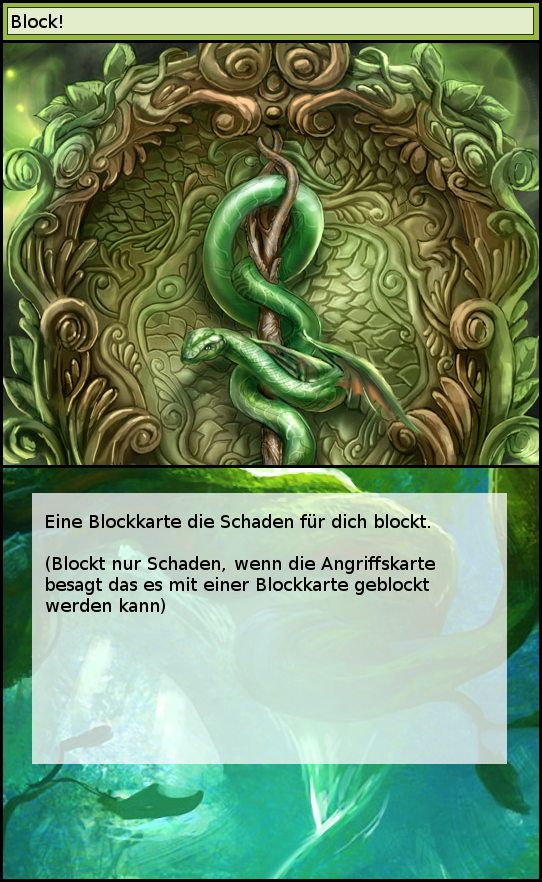 Block!
Eine Blockkarte die Schaden für dich blockt.
(Blockt nur Schaden, wenn die Angriffskarte
besagt das es mit einer Blockkarte geblockt
werden kann)